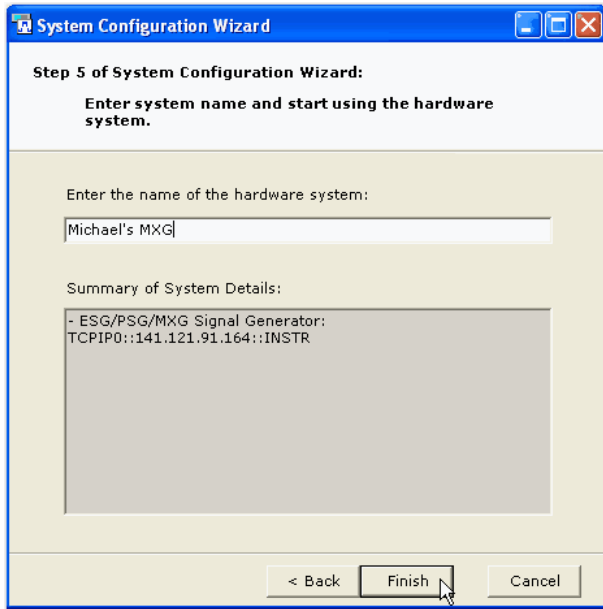 System Configuration Wizard
Step 5 of System Configuration Wizard:
Enter system name and start using the hardware
system.
Enter the name of the hardware system:
Michael's MXG
Summary of System Details:
- ESG/PSG/MXG Signal Generator:
TCPIP0::141.121.91.164::INSTR
< Back Finish Cancel